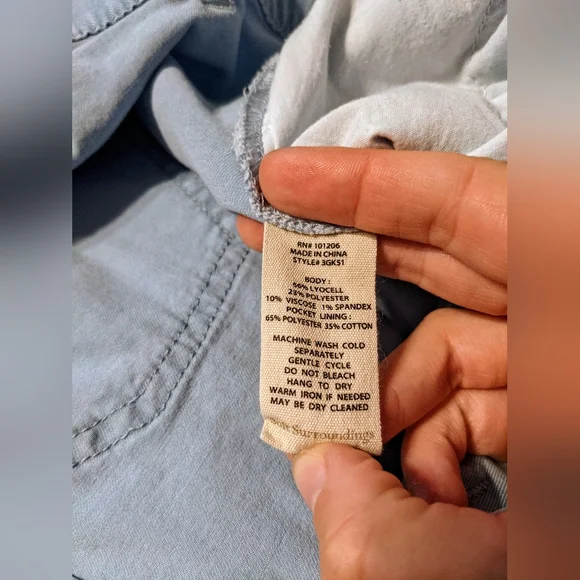 RN# 101206
MADE IN CHINA
STYLE# 3GK51
BODY :
66% LYOCELL
23% POLYESTER
10% VISCOSE 1% SPANDEX
POCKET LINING :
65% POLYESTER 35% COTTON
MACHINE WASH COLD
SEPARATELY
GENTLE CYCLE
DO NOT BLEACH
HANG TO DRY
WARM IRON IF NEEDED
MAY BE DRY CLEANED
Surroundings